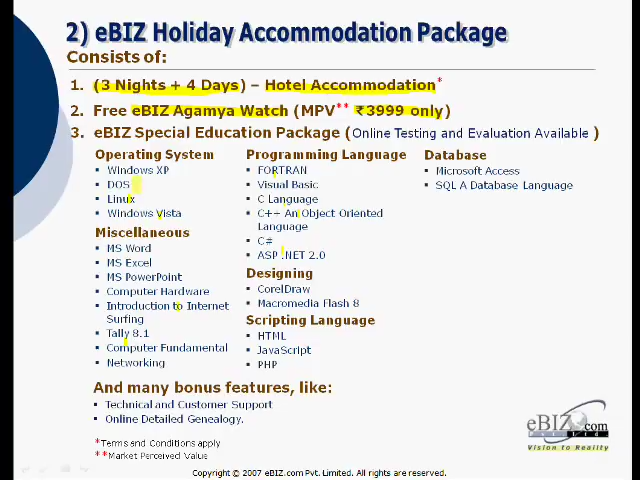 2) eBIZ Holiday Accommodation Package
Consists of:
1. (3 Nights + 4 Days) – Hotel Accommodation*
2. Free eBIZ Agamya Watch (MPV** ₹3999 only)
3. eBIZ Special Education Package (Online Testing and Evaluation Available )
Operating System
▪ Windows XP
▪ DOS
▪ Linux
▪ Windows Vista
Miscellaneous
▪ MS Word
▪ MS Excel
▪ MS PowerPoint
▪ Computer Hardware
▪ Introduction to Internet
Surfing
▪ Tally 8.1
▪ Computer Fundamental
▪ Networking
Programming Language
▪ FORTRAN
▪ Visual Basic
▪ C Language
▪ C++ An Object Oriented
Language
▪ C#
▪ ASP .NET 2.0
Designing
▪ CorelDraw
▪ Macromedia Flash 8
Scripting Language
▪ HTML
▪ JavaScript
▪ PHP
Database
▪ Microsoft Access
▪ SQL A Database Language
And many bonus features, like:
▪ Technical and Customer Support
▪ Online Detailed Genealogy.
*Terms and Conditions apply
**Market Perceived Value
eBIZ.com
Pvt. Ltd.
Vision to Reality
Copyright © 2007 eBIZ.com Pvt. Limited. All rights are reserved.